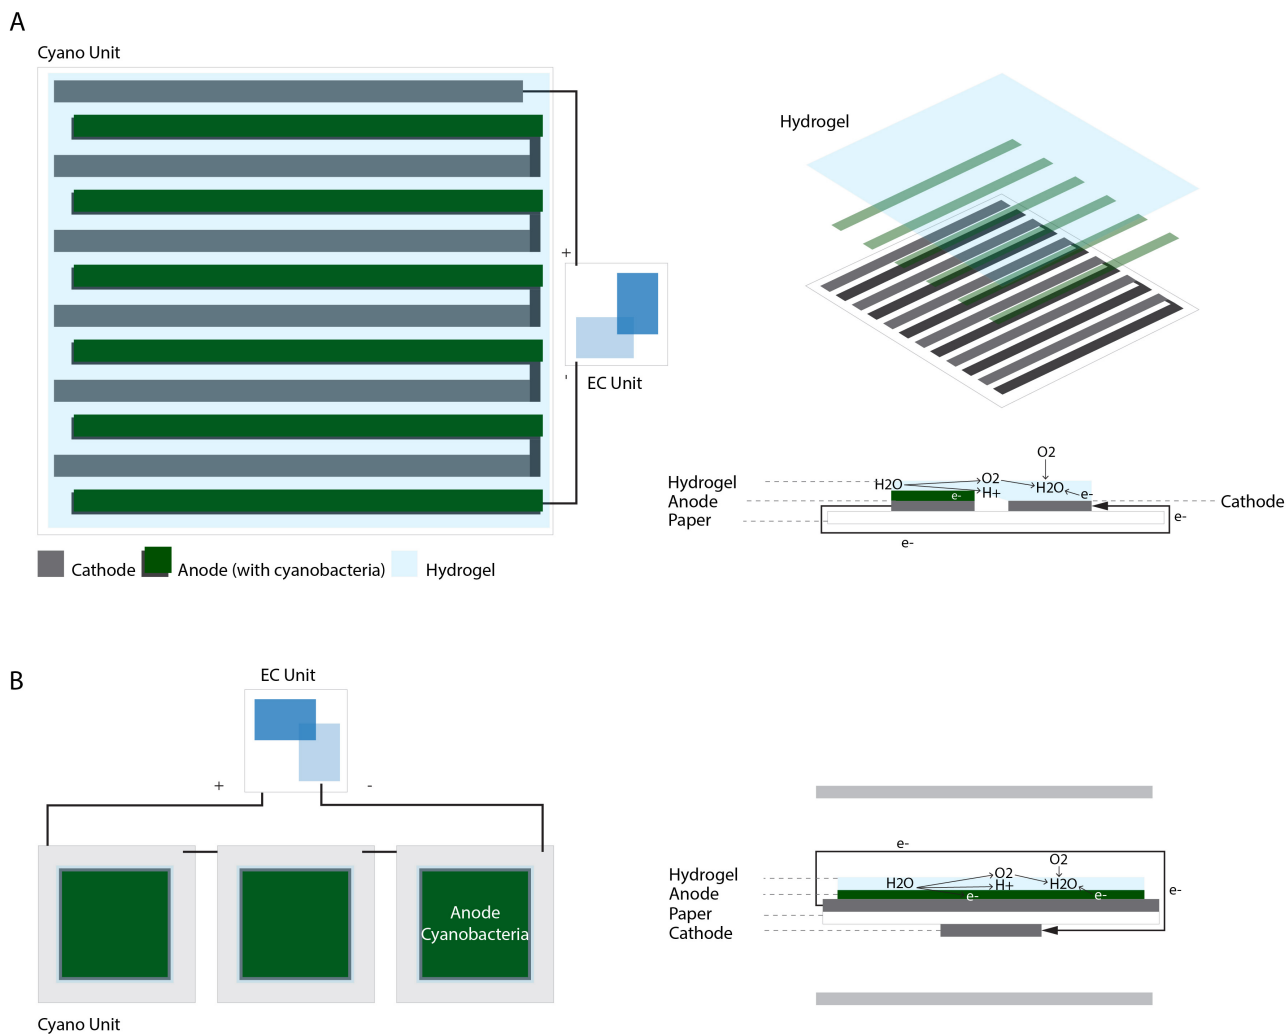 A
Cyano Unit
Hydrogel
+
-
EC Unit
O2
Hydrogel
H2O
O2
H2O
Anode
e-
H+
e-
Cathode
Paper
e-
e-
Cathode
Anode (with cyanobacteria)
Hydrogel
B
EC Unit
+
-
Anode
Cyanobacteria
Cyano Unit
e-
O2
Hydrogel
H2O
O2
H+
H2O
Anode
e-
e-
e-
Paper
Cathode